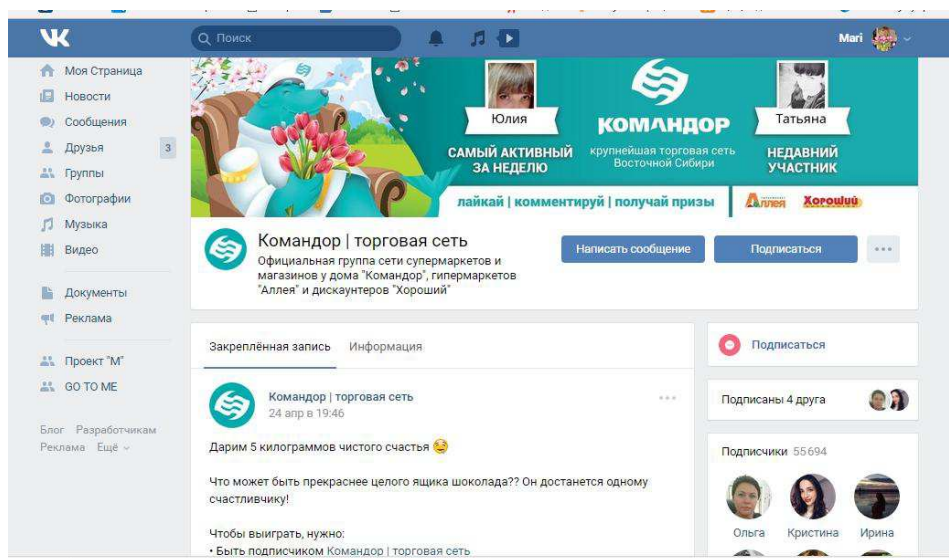 Поиск
Mari
Моя Страница
Новости
Сообщения
Друзья 3
Группы
Фотографии
Музыка
Видео
Документы
Реклама
Проект "М"
GO TO ME
Блог Разработчикам
Реклама Ещё
Юлия
САМЫЙ АКТИВНЫЙ
ЗА НЕДЕЛЮ
КОМАНДОР
крупнейшая торговая сеть
Восточной Сибири
Татьяна
НЕДАВНИЙ
УЧАСТНИК
лайкай | комментируй | получай призы
Аллея Хороший
Командор | торговая сеть
Официальная группа сети супермаркетов и
магазинов у дома "Командор", гипермаркетов
"Аллея" и дискаунтеров "Хороший"
Написать сообщение
Подписаться
Закреплённая запись Информация
Командор | торговая сеть
24 апр в 19:46
Дарим 5 килограммов чистого счастья 😉
Что может быть прекраснее целого ящика шоколада?? Он достанется одному
счастливчику!
Чтобы выиграть, нужно:
• Быть подписчиком Командор | торговая сеть
Подписаться
Подписаны 4 друга
Подписчики 55 694
Ольга Кристина Ирина